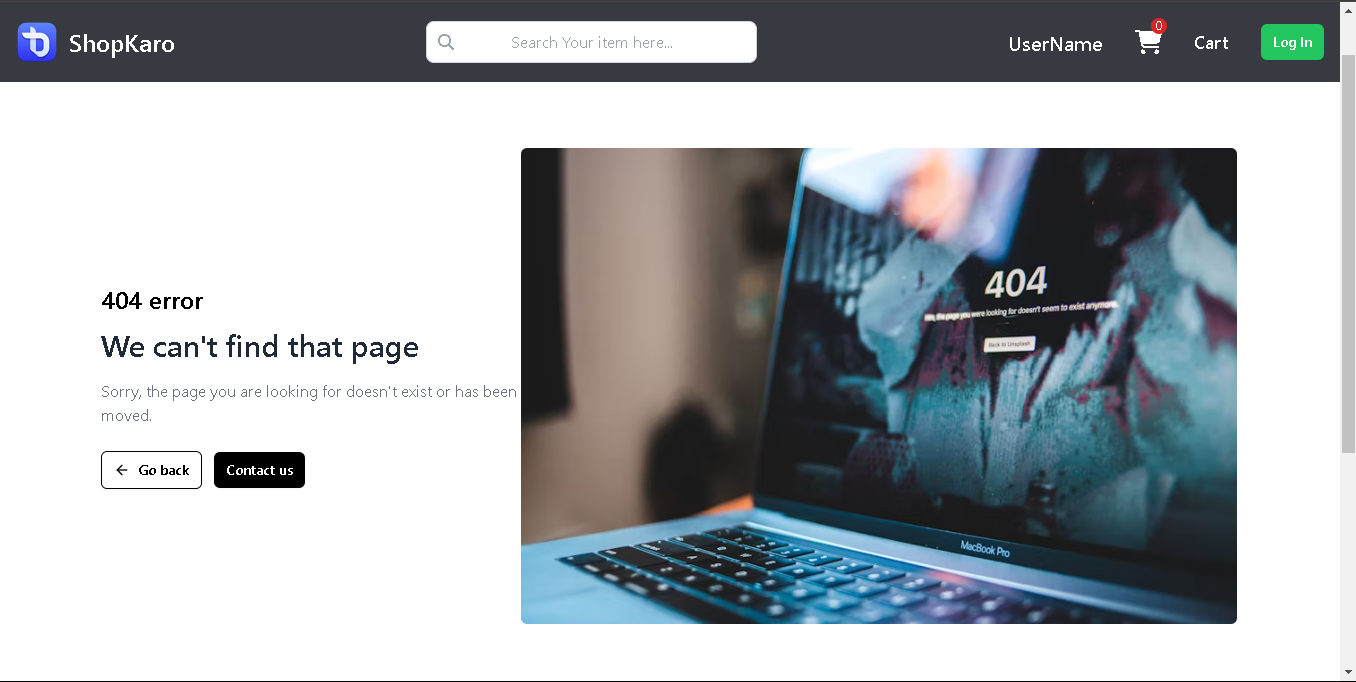 ShopKaro
Search Your item here...
UserName
0
Cart
Log In
404 error
We can't find that page
Sorry, the page you are looking for doesn't exist or has been
moved.
Go back
Contact us
404
Hm, the page you were looking for doesn't seem to exist anymore.
Back to Unsplash
MacBook Pro